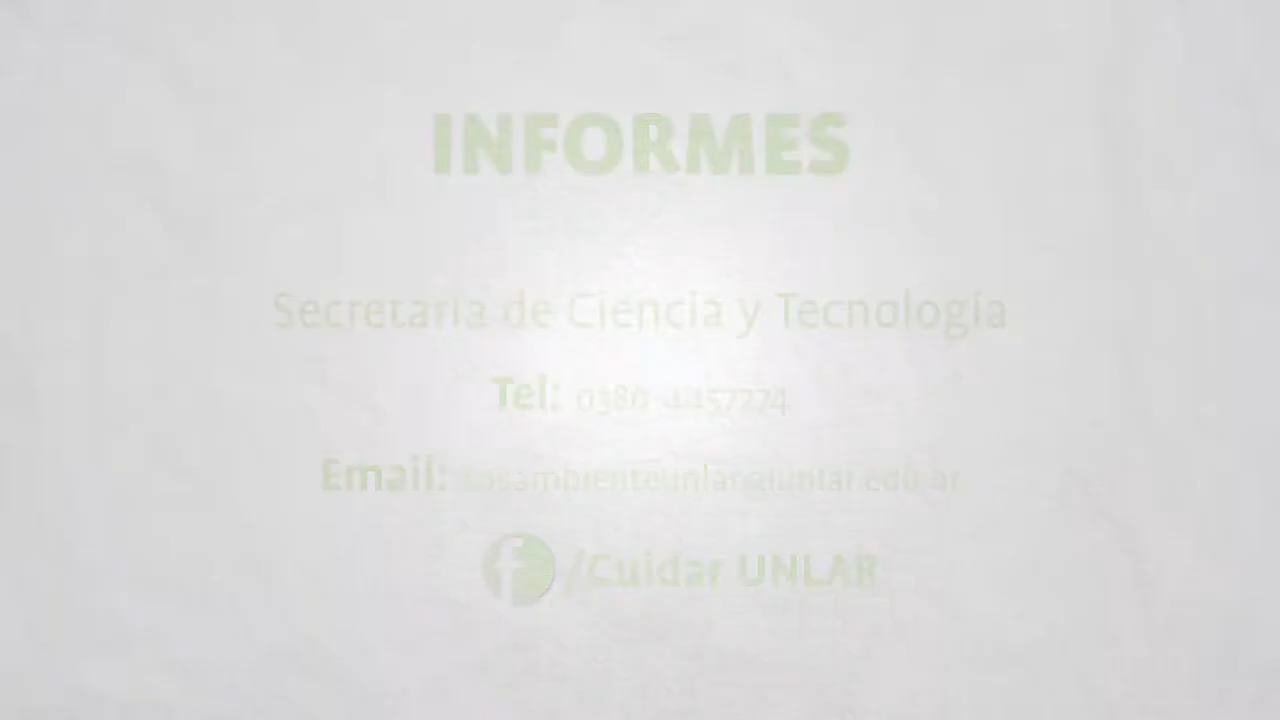 INFORMES
Secretaría de Ciencia y Tecnología
Tel: 0380 4457274
Email:
/Cuidar UNLAR